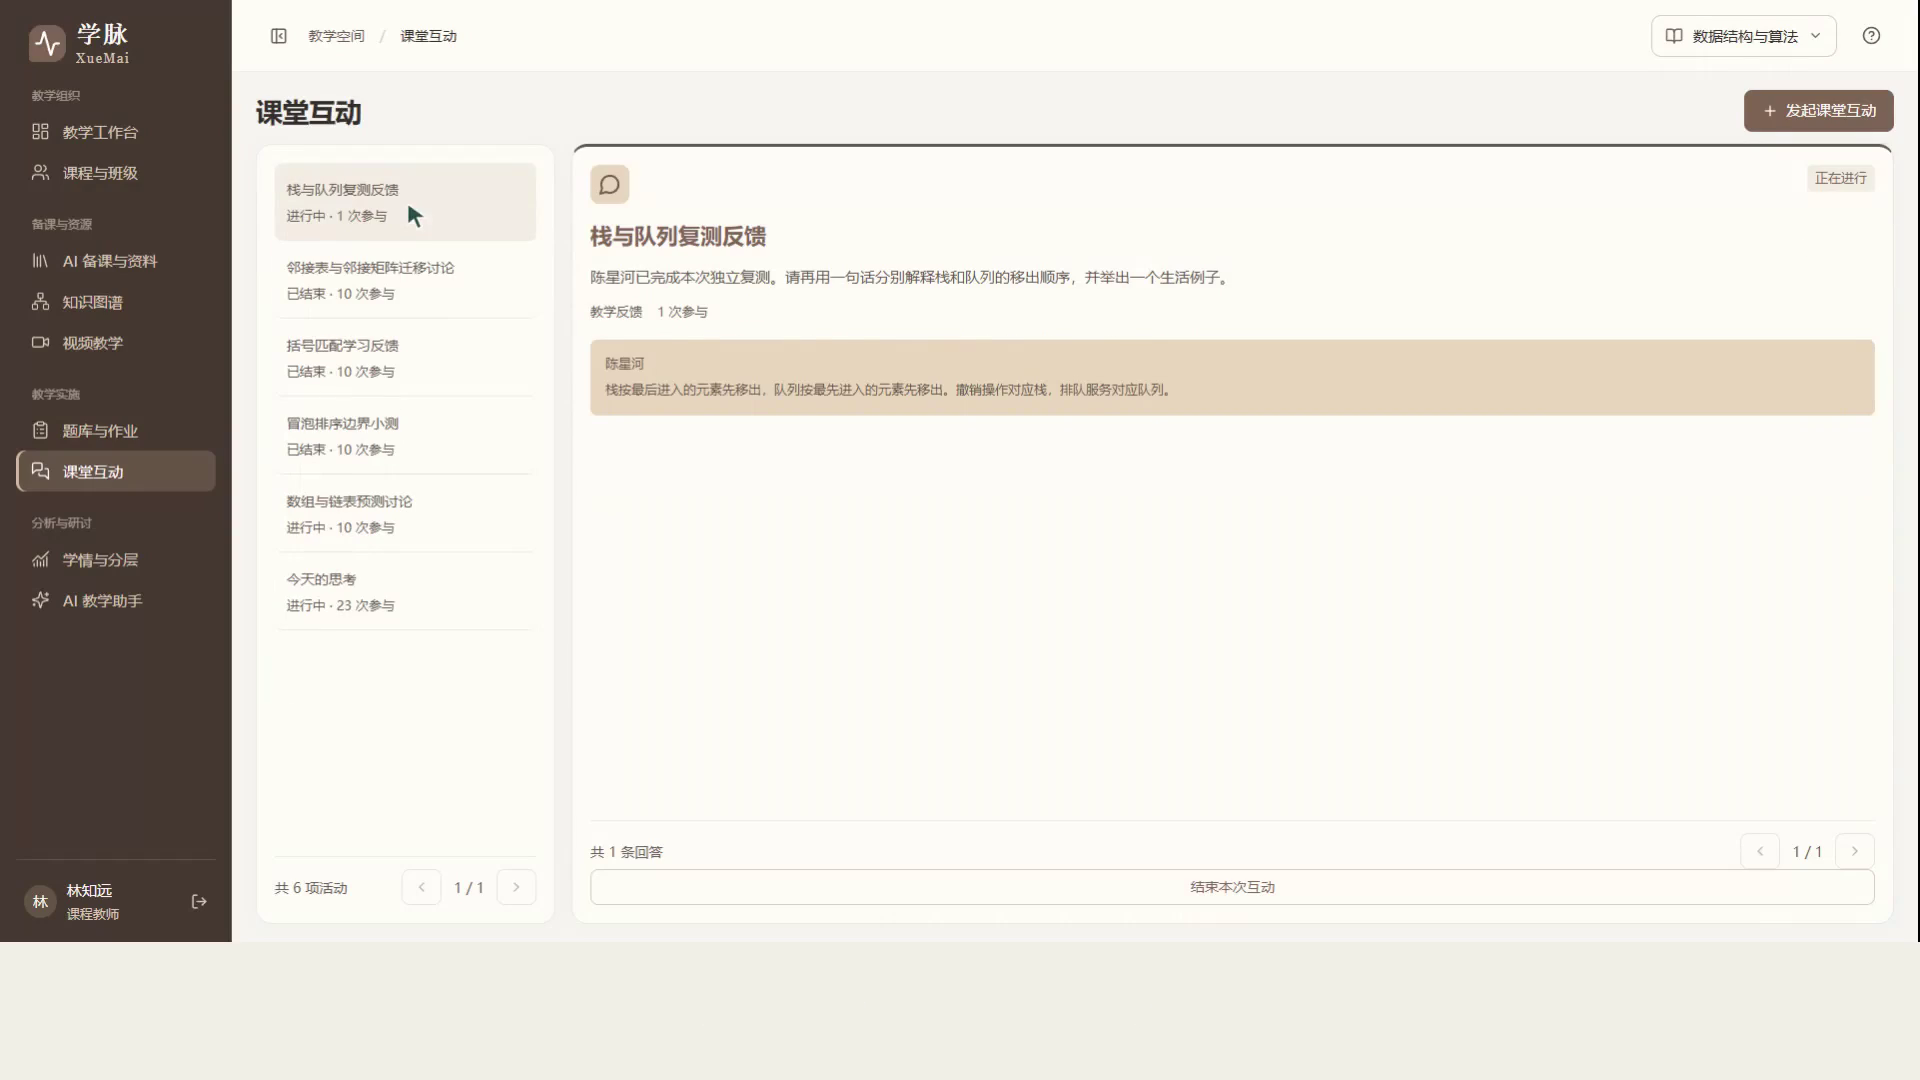 学脉
XueMai
教学组织
教学工作台
课程与班级
备课与资源
AI 备课与资料
知识图谱
视频教学
教学实施
题库与作业
课堂互动
分析与研讨
学情与分层
AI 教学助手
林
林知远
课程教师
教学空间 / 课堂互动
数据结构与算法
课堂互动
+ 发起课堂互动
栈与队列复测反馈
进行中 · 1 次参与
邻接表与邻接矩阵迁移讨论
已结束 · 10 次参与
括号匹配学习反馈
已结束 · 10 次参与
冒泡排序边界小测
已结束 · 10 次参与
数组与链表预测讨论
进行中 · 10 次参与
今天的思考
进行中 · 23 次参与
共 6 项活动
1 / 1
正在进行
栈与队列复测反馈
陈星河已完成本次独立复测。请再用一句话分别解释栈和队列的移出顺序，并举出一个生活例子。
教学反馈 1 次参与
陈星河
栈按最后进入的元素先移出，队列按最先进入的元素先移出。撤销操作对应栈，排队服务对应队列。
共 1 条回答
1 / 1
结束本次互动